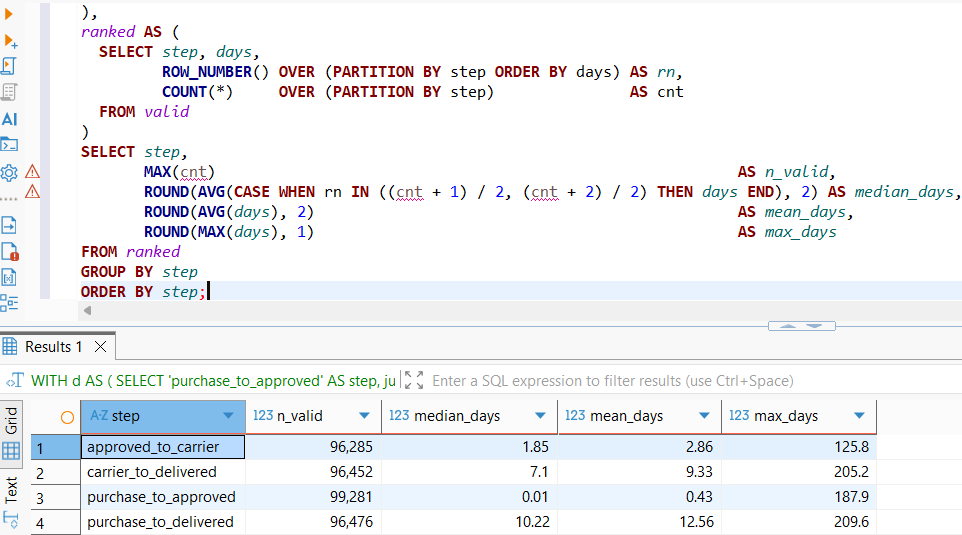 ),
ranked AS (
SELECT step, days,
ROW_NUMBER() OVER (PARTITION BY step ORDER BY days) AS rn,
COUNT(*) OVER (PARTITION BY step) AS cnt
FROM valid
)
SELECT step,
MAX(cnt) AS n_valid,
ROUND(AVG(CASE WHEN rn IN ((cnt + 1) / 2, (cnt + 2) / 2) THEN days END), 2) AS median_days,
ROUND(AVG(days), 2) AS mean_days,
ROUND(MAX(days), 1) AS max_days
FROM ranked
GROUP BY step
ORDER BY step;
AI
Results 1
WITH d AS ( SELECT 'purchase_to_approved' AS step, ju
Enter a SQL expression to filter results (use Ctrl+Space)
Grid
Text
A-Z step 123 n_valid 123 median_days 123 mean_days 123 max_days
1 approved_to_carrier 96,285 1.85 2.86 125.8
2 carrier_to_delivered 96,452 7.1 9.33 205.2
3 purchase_to_approved 99,281 0.01 0.43 187.9
4 purchase_to_delivered 96,476 10.22 12.56 209.6